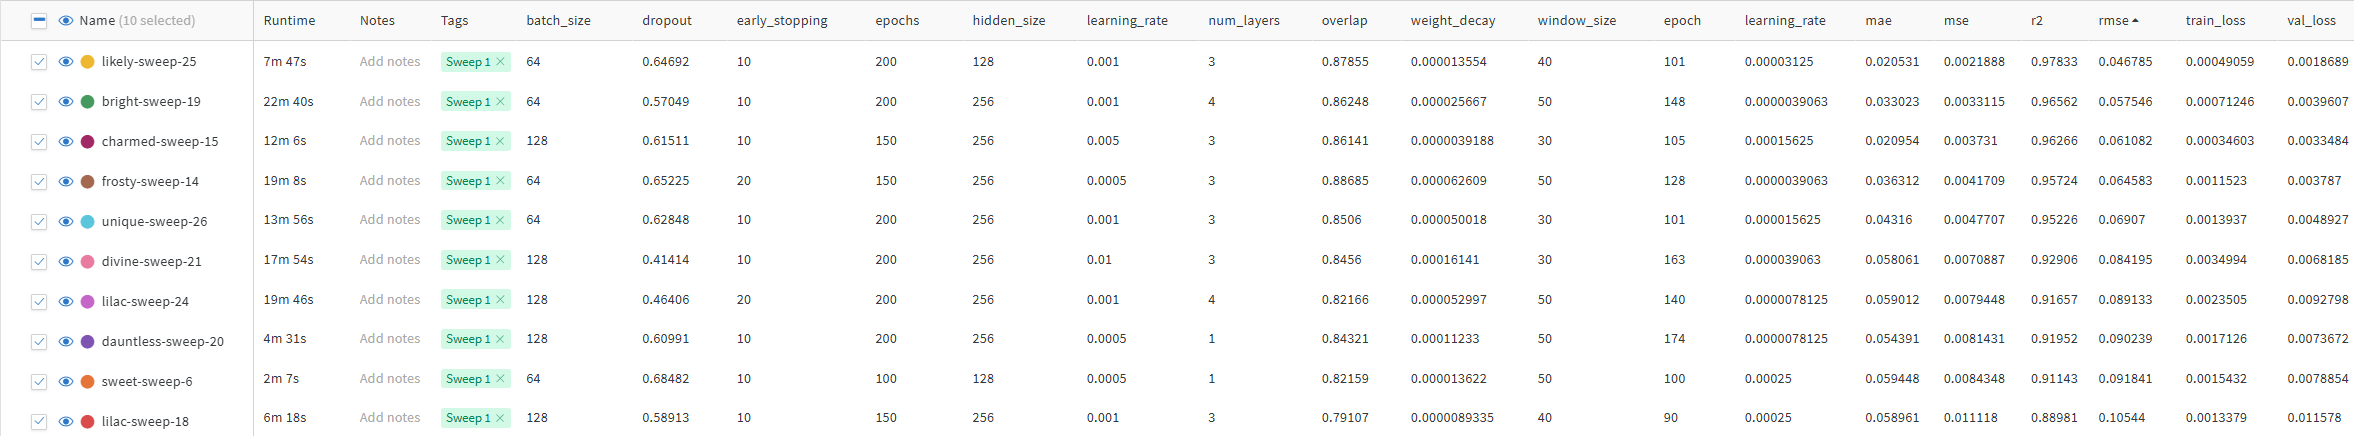 Name (10 selected) Runtime Notes Tags batch_size dropout early_stopping epochs hidden_size learning_rate num_layers overlap weight_decay window_size epoch learning_rate mae mse r2 rmse train_loss val_loss
likely-sweep-25 7m 47s Add notes Sweep 1 64 0.64692 10 200 128 0.001 3 0.87855 0.000013554 40 101 0.00003125 0.020531 0.0021888 0.97833 0.046785 0.00049059 0.0018689
bright-sweep-19 22m 40s Add notes Sweep 1 64 0.57049 10 200 256 0.001 4 0.86248 0.000025667 50 148 0.0000039063 0.033023 0.0033115 0.96562 0.057546 0.00071246 0.0039607
charmed-sweep-15 12m 6s Add notes Sweep 1 128 0.61511 10 150 256 0.005 3 0.86141 0.0000039188 30 105 0.00015625 0.020954 0.003731 0.96266 0.061082 0.00034603 0.0033484
frosty-sweep-14 19m 8s Add notes Sweep 1 64 0.65225 20 150 256 0.0005 3 0.88685 0.000062609 50 128 0.0000039063 0.036312 0.0041709 0.95724 0.064583 0.0011523 0.003787
unique-sweep-26 13m 56s Add notes Sweep 1 64 0.62848 10 200 256 0.001 3 0.8506 0.000050018 30 101 0.000015625 0.04316 0.0047707 0.95226 0.06907 0.0013937 0.0048927
divine-sweep-21 17m 54s Add notes Sweep 1 128 0.41414 10 200 256 0.01 3 0.8456 0.00016141 30 163 0.000039063 0.058061 0.0070887 0.92906 0.084195 0.0034994 0.0068185
lilac-sweep-24 19m 46s Add notes Sweep 1 128 0.46406 20 200 256 0.001 4 0.82166 0.000052997 50 140 0.0000078125 0.059012 0.0079448 0.91657 0.089133 0.0023505 0.0092798
dauntless-sweep-20 4m 31s Add notes Sweep 1 128 0.60991 10 200 256 0.0005 1 0.84321 0.00011233 50 174 0.0000078125 0.054391 0.0081431 0.91952 0.090239 0.0017126 0.0073672
sweet-sweep-6 2m 7s Add notes Sweep 1 64 0.68482 10 100 128 0.0005 1 0.82159 0.000013622 50 100 0.00025 0.059448 0.0084348 0.91143 0.091841 0.0015432 0.0078854
lilac-sweep-18 6m 18s Add notes Sweep 1 128 0.58913 10 150 256 0.001 3 0.79107 0.0000089335 40 90 0.00025 0.058961 0.011118 0.88981 0.10544 0.0013379 0.011578